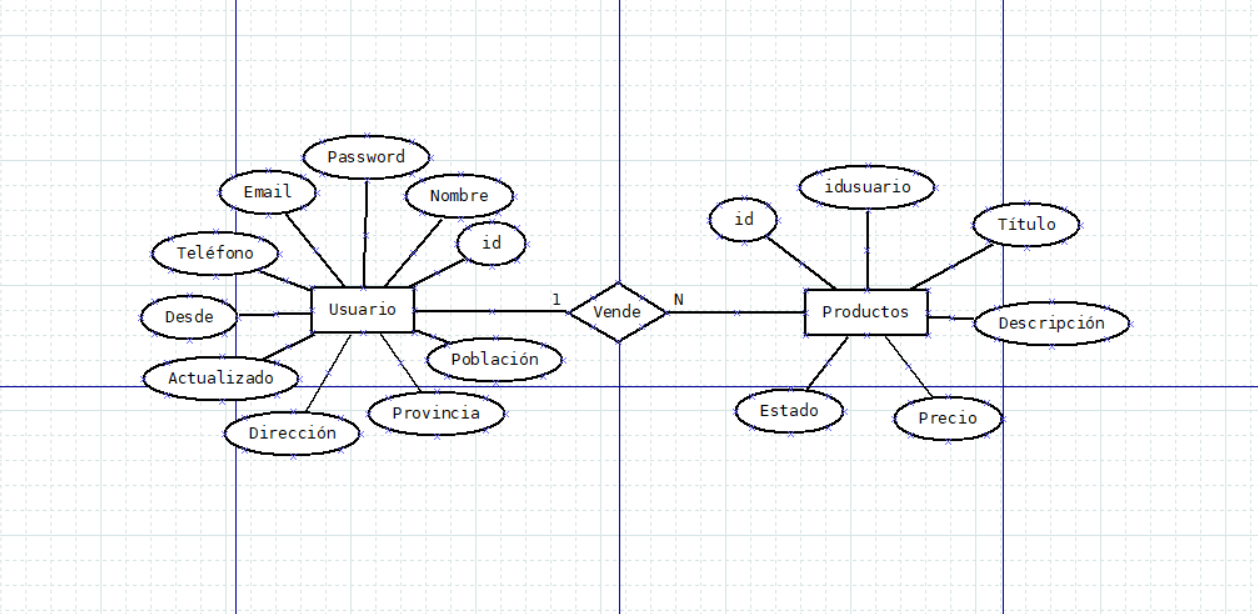 Password
Email
Nombre
id
Teléfono
Desde
Usuario
Actualizado
Población
Provincia
Dirección
1
Vende
N
idusuario
id
Título
Productos
Descripción
Estado
Precio